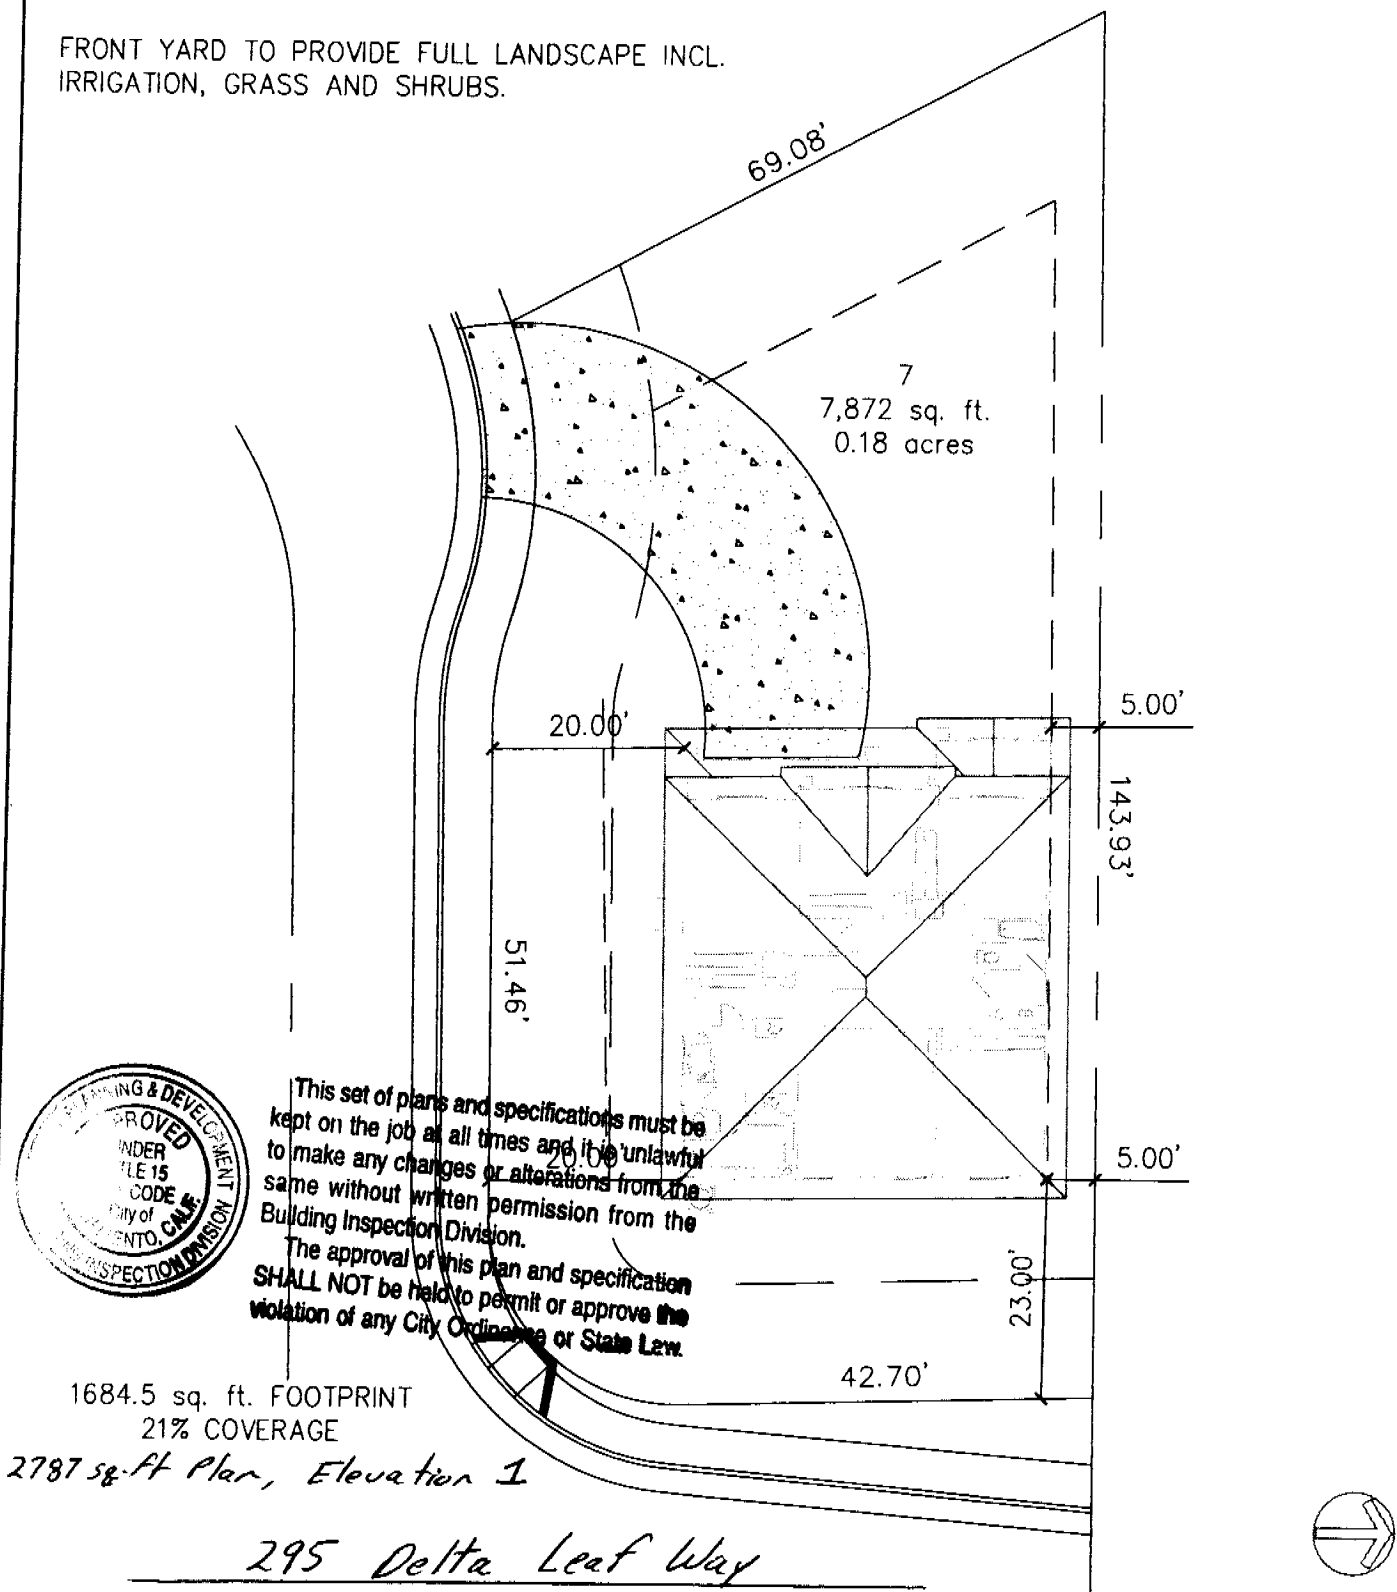 FRONT YARD TO PROVIDE FULL LANDSCAPE INCL.
IRRIGATION, GRASS AND SHRUBS.
69.08'
7
7,872 sq. ft.
0.18 acres
5.00'
20.00'
143.93'
51.46'
This set of plans and specifications must be
kept on the job at all times and it is unlawful
to make any changes or alterations from the
same without written permission from the
Building Inspection Division.
The approval of this plan and specification
SHALL NOT be held to permit or approve the
violation of any City Ordinance or State Law.
20.00'
5.00'
23.00'
42.70'
& DEVELOPMENT
INSPECTION DIVISION
15
CODE
City of
CALIF.
1684.5 sq. ft. FOOTPRINT
21% COVERAGE
2787 sq. ft Plan, Elevation 1
295 Delta Leaf Way